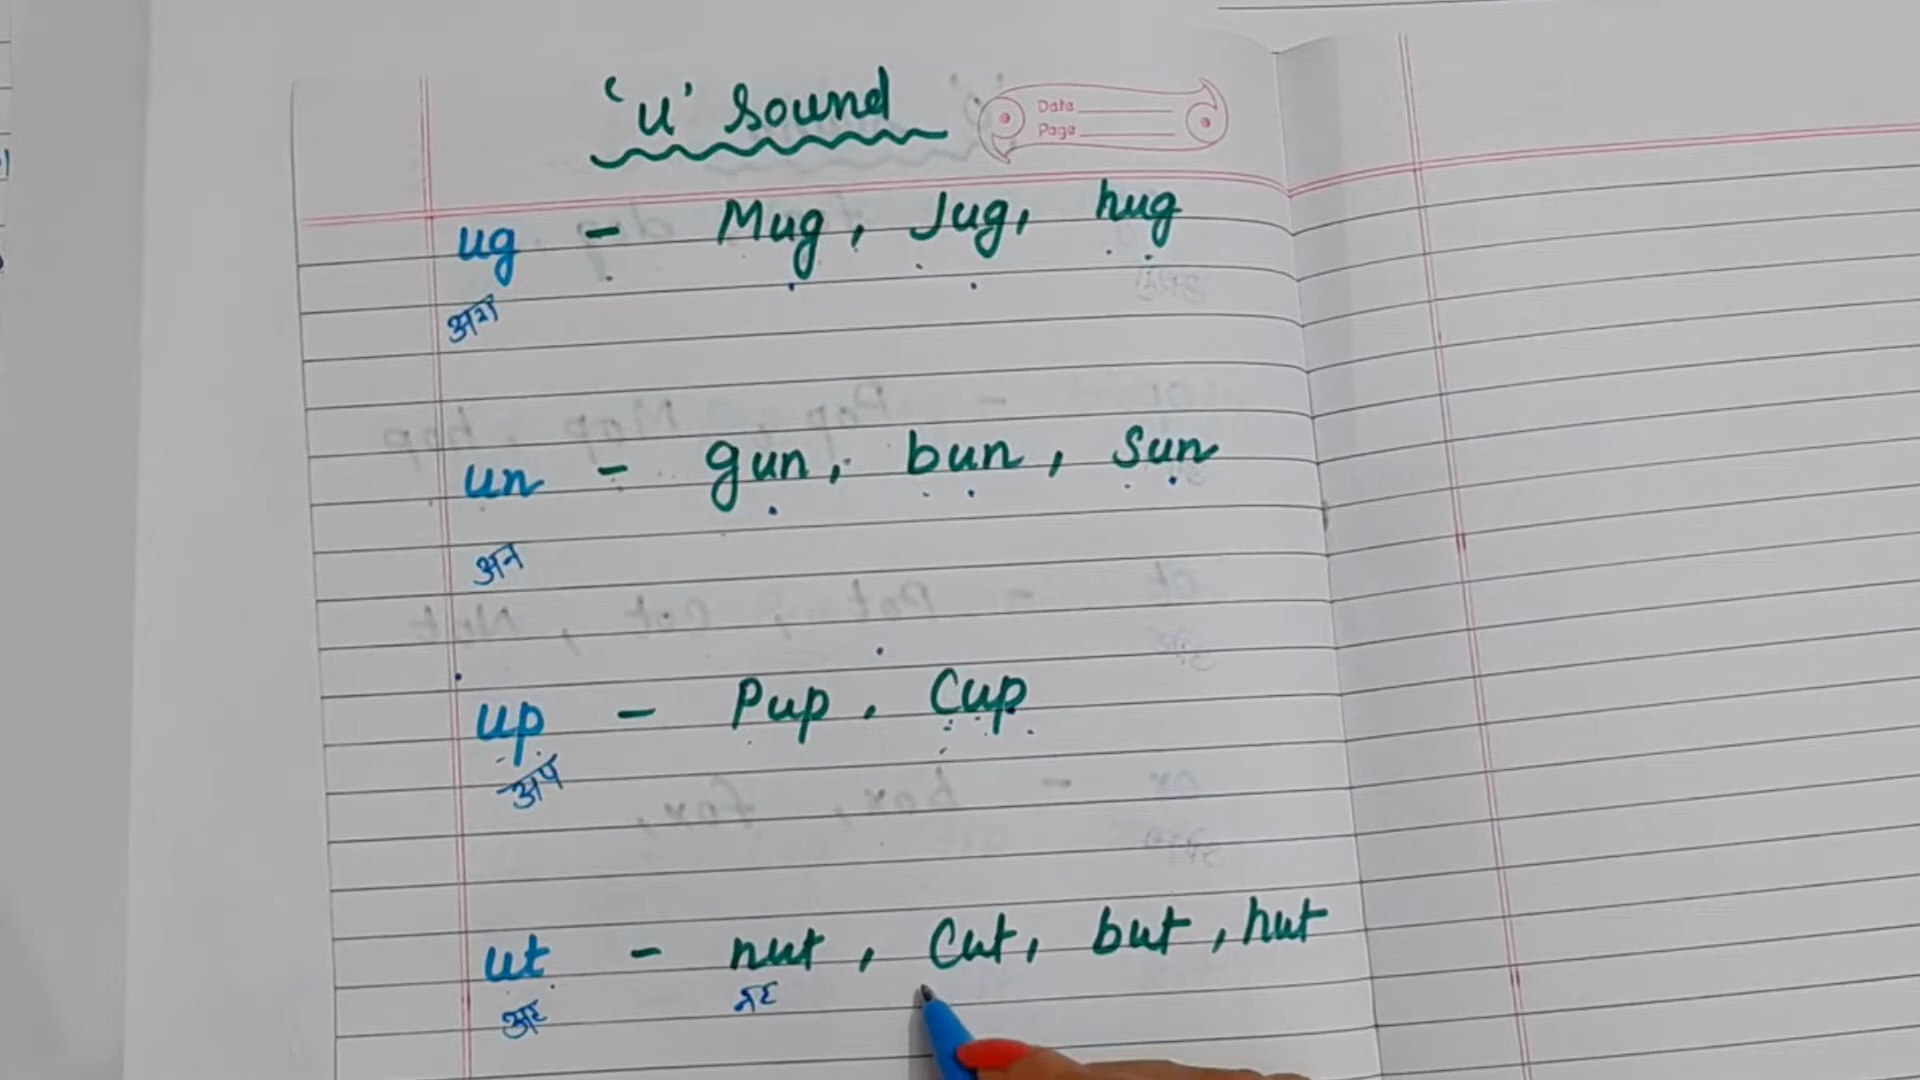 'u' Sound
Date
Page
ug - Mug, Jug, hug
अग
un - gun, bun, Sun
अन
up - Pup, Cup
अप
ut - nut, Cut, but, hut
अट नट